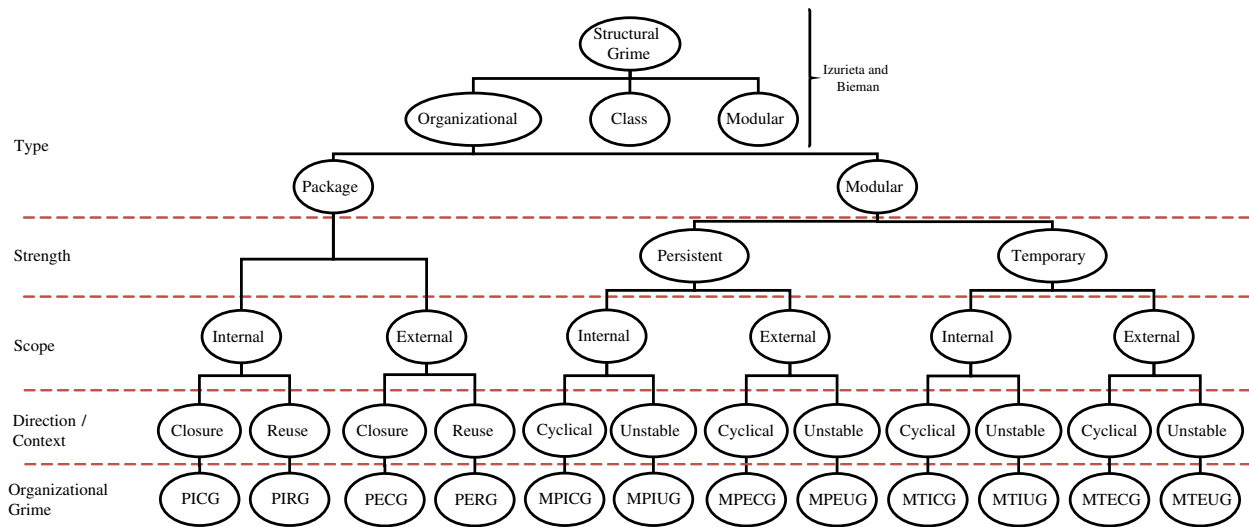 Structural
Grime
Izurieta and
Bieman
Organizational Class Modular
Type
Package Modular
Strength Persistent Temporary
Scope Internal External Internal External Internal External
Direction /
Context
Closure Reuse Closure Reuse Cyclical Unstable Cyclical Unstable Cyclical Unstable Cyclical Unstable
Organizational
Grime
PICG PIRG PECG PERG MPICG MPIUG MPECG MPEUG MTICG MTIUG MTECG MTEUG